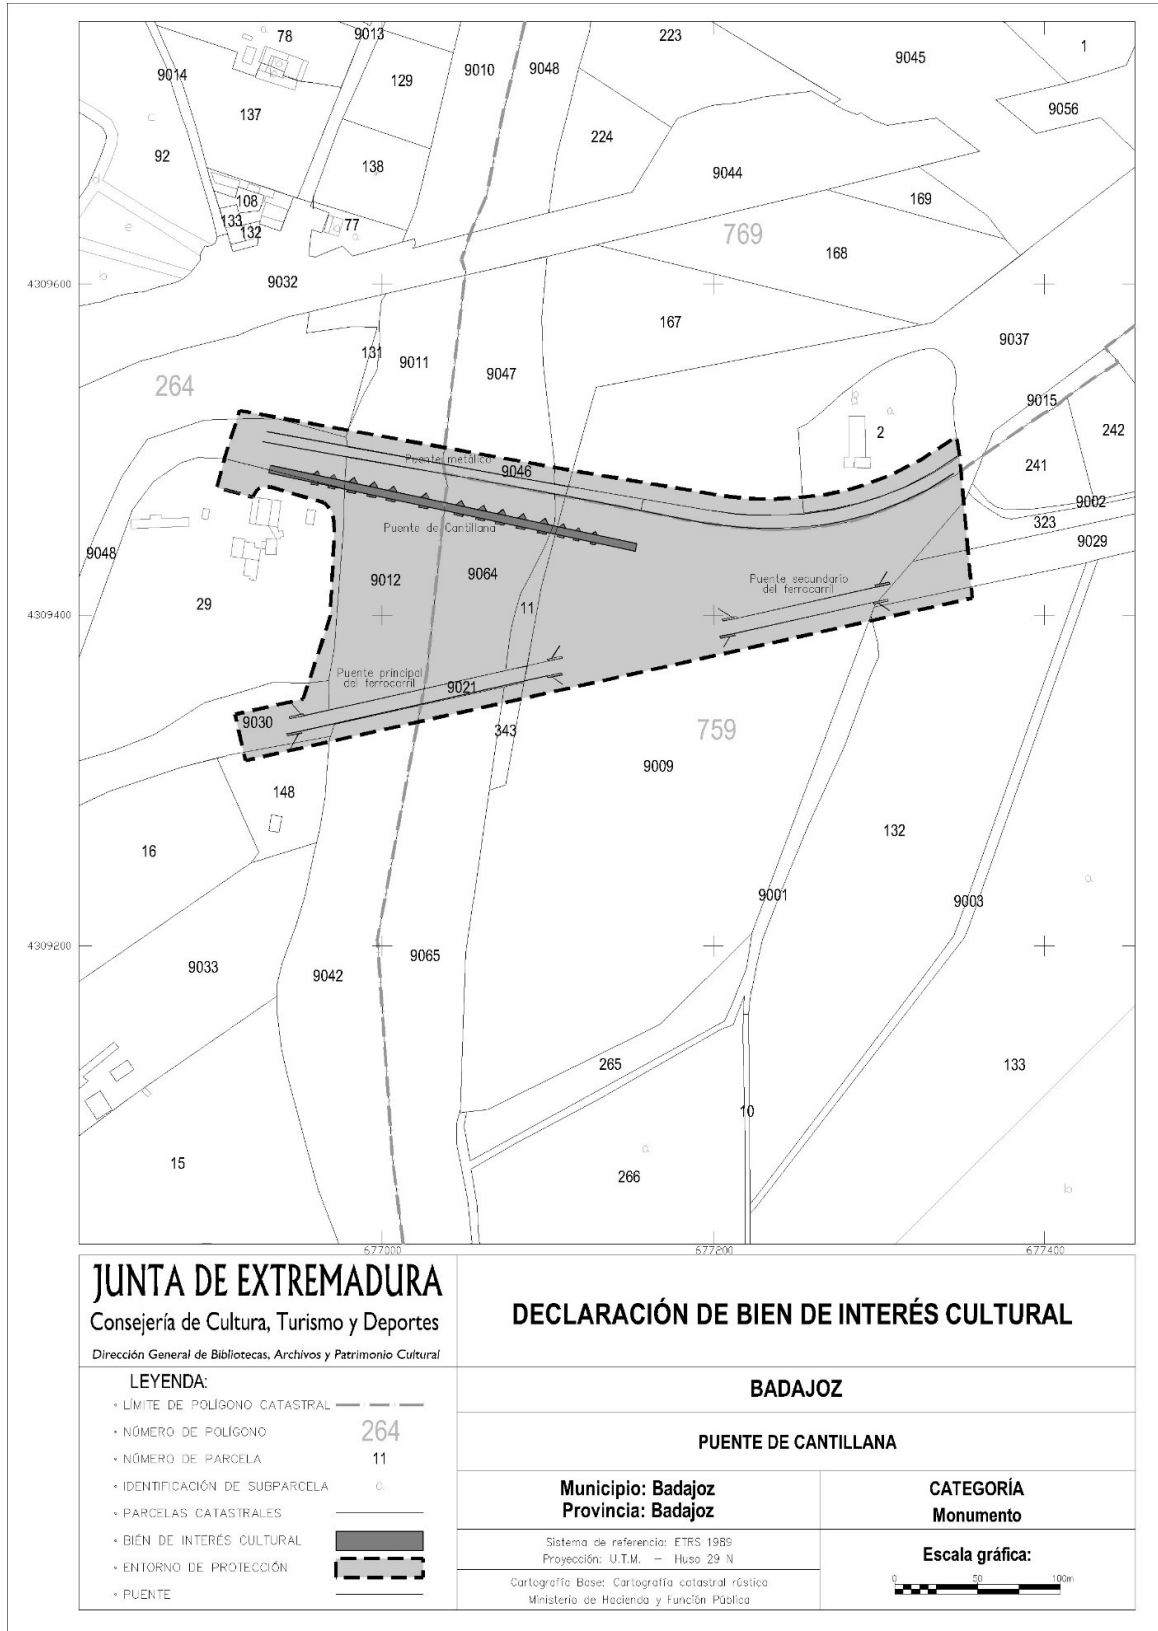 78
9013
223
9045
1
9014
129
9010
9048
9056
137
224
92
138
9044
c
d
e
b
108
133
132
77
a
169
769
168
9032
4309600
167
131
9011
9047
9037
264
9015
a
a
2
242
241
9002
323
9029
Puente metálico
9046
Puente de Cantillana
9048
9012
9064
Puente secundario
del ferrocarril
29
11
4309400
Puente principal
del ferrocarril
9021
9030
343
759
148
9009
16
132
a
9001
9003
4309200
9033
9042
9065
265
133
10
15
a
266
b
677000
677200
677400
JUNTA DE EXTREMADURA
Consejería de Cultura, Turismo y Deportes
Dirección General de Bibliotecas, Archivos y Patrimonio Cultural
DECLARACIÓN DE BIEN DE INTERÉS CULTURAL
BADAJOZ
PUENTE DE CANTILLANA
Municipio: Badajoz
Provincia: Badajoz
CATEGORÍA
Monumento
Sistema de referencia: ETRS 1989
Proyección: U.T.M. – Huso 29 N
Cartografía Base: Cartografía catastral rústica
Ministerio de Hacienda y Función Pública
Escala gráfica:
0 50 100m
LEYENDA:
• LÍMITE DE POLÍGONO CATASTRAL
• NÚMERO DE POLÍGONO 264
• NÚMERO DE PARCELA 11
• IDENTIFICACIÓN DE SUBPARCELA a
• PARCELAS CATASTRALES
• BIÉN DE INTERÉS CULTURAL
• ENTORNO DE PROTECCIÓN
• PUENTE